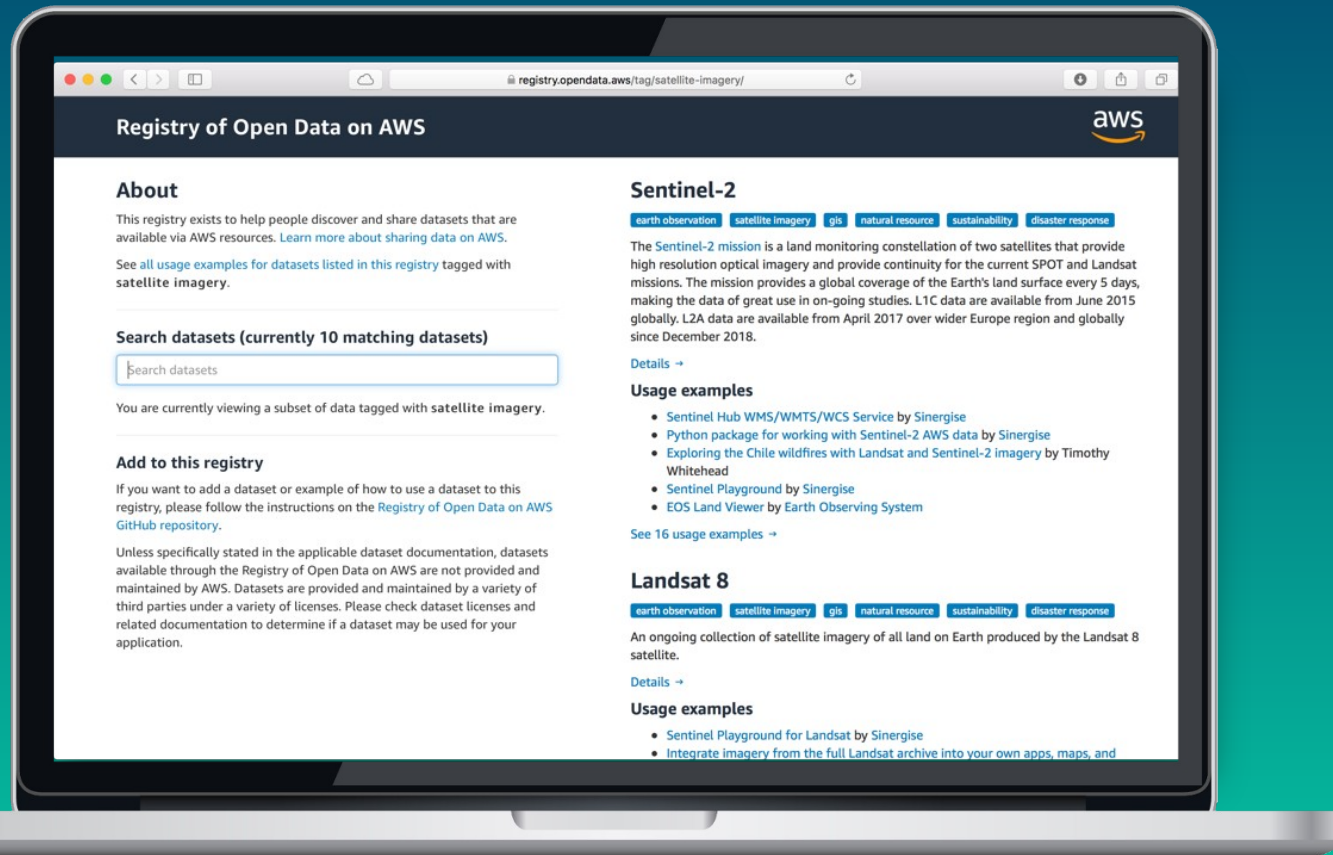 registry.opendata.aws/tag/satellite-imagery/
Registry of Open Data on AWS
aws
About
This registry exists to help people discover and share datasets that are
available via AWS resources. Learn more about sharing data on AWS.
See all usage examples for datasets listed in this registry tagged with
satellite imagery.
Search datasets (currently 10 matching datasets)
Search datasets
You are currently viewing a subset of data tagged with satellite imagery.
Add to this registry
If you want to add a dataset or example of how to use a dataset to this
registry, please follow the instructions on the Registry of Open Data on AWS
GitHub repository.
Unless specifically stated in the applicable dataset documentation, datasets
available through the Registry of Open Data on AWS are not provided and
maintained by AWS. Datasets are provided and maintained by a variety of
third parties under a variety of licenses. Please check dataset licenses and
related documentation to determine if a dataset may be used for your
application.
Sentinel-2
earth observation satellite imagery gis natural resource sustainability disaster response
The Sentinel-2 mission is a land monitoring constellation of two satellites that provide
high resolution optical imagery and provide continuity for the current SPOT and Landsat
missions. The mission provides a global coverage of the Earth's land surface every 5 days,
making the data of great use in on-going studies. L1C data are available from June 2015
globally. L2A data are available from April 2017 over wider Europe region and globally
since December 2018.
Details →
Usage examples
• Sentinel Hub WMS/WMTS/WCS Service by Sinergise
• Python package for working with Sentinel-2 AWS data by Sinergise
• Exploring the Chile wildfires with Landsat and Sentinel-2 imagery by Timothy
Whitehead
• Sentinel Playground by Sinergise
• EOS Land Viewer by Earth Observing System
See 16 usage examples →
Landsat 8
earth observation satellite imagery gis natural resource sustainability disaster response
An ongoing collection of satellite imagery of all land on Earth produced by the Landsat 8
satellite.
Details →
Usage examples
• Sentinel Playground for Landsat by Sinergise
• Integrate imagery from the full Landsat archive into your own apps, maps, and